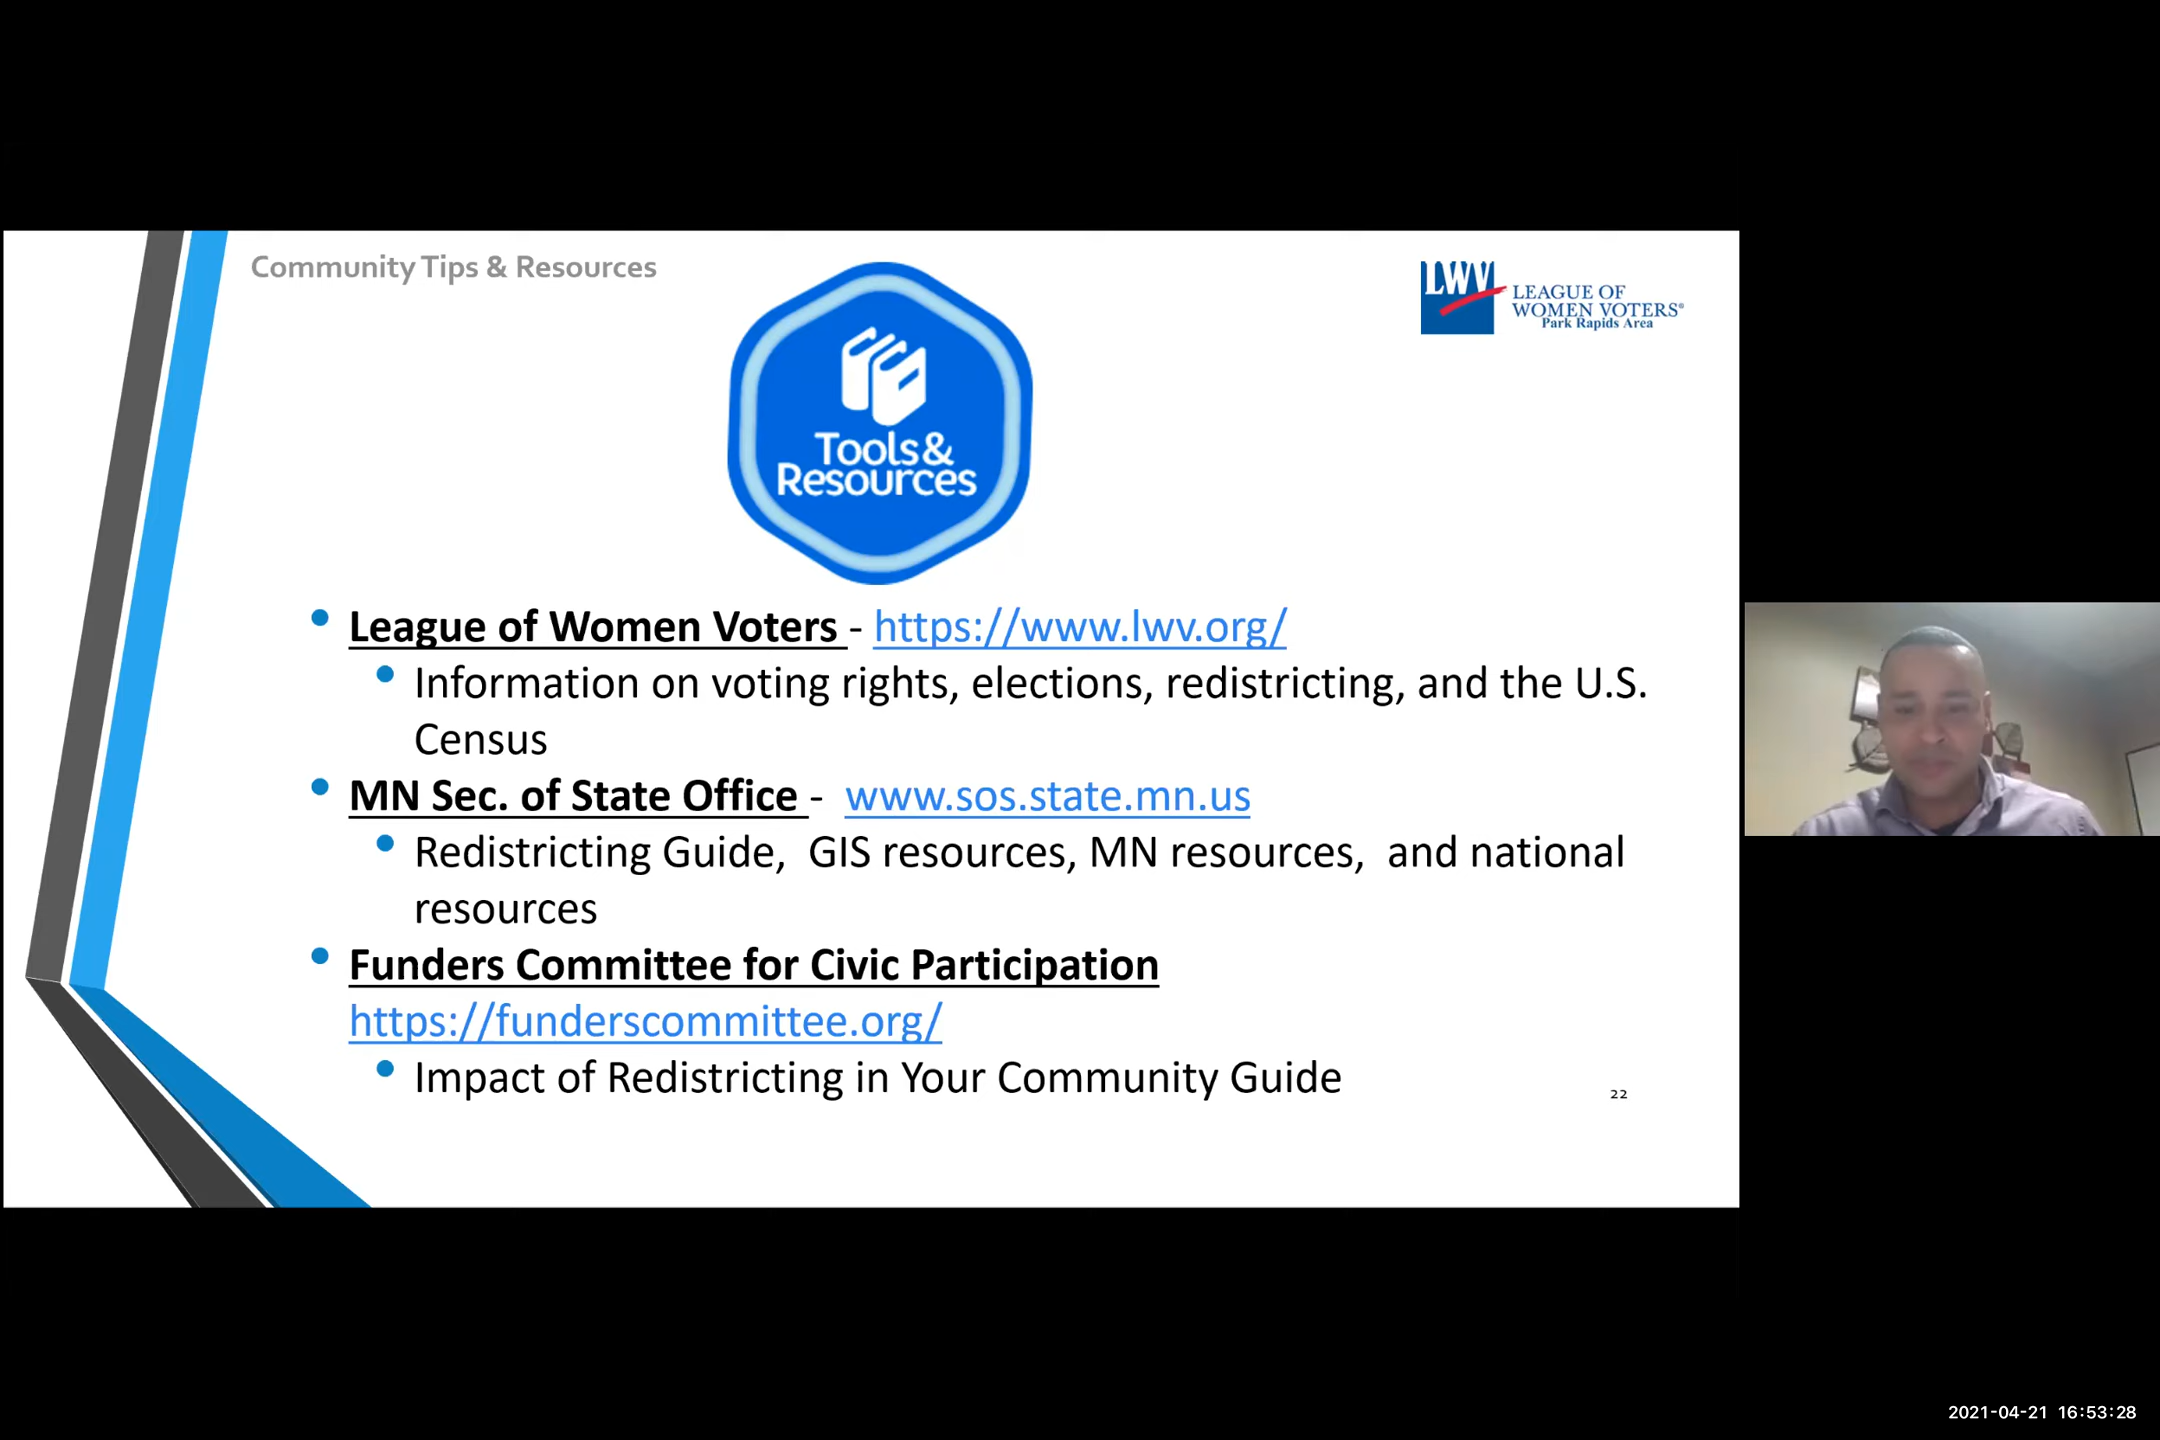 Community Tips & Resources
LWV
LEAGUE OF
WOMEN VOTERS®
Park Rapids Area
Tools&
Resources
League of Women Voters - https://www.lwv.org/
Information on voting rights, elections, redistricting, and the U.S.
Census
MN Sec. of State Office - www.sos.state.mn.us
Redistricting Guide, GIS resources, MN resources, and national
resources
Funders Committee for Civic Participation
https://funderscommittee.org/
Impact of Redistricting in Your Community Guide
22
2021-04-21 16:53:28